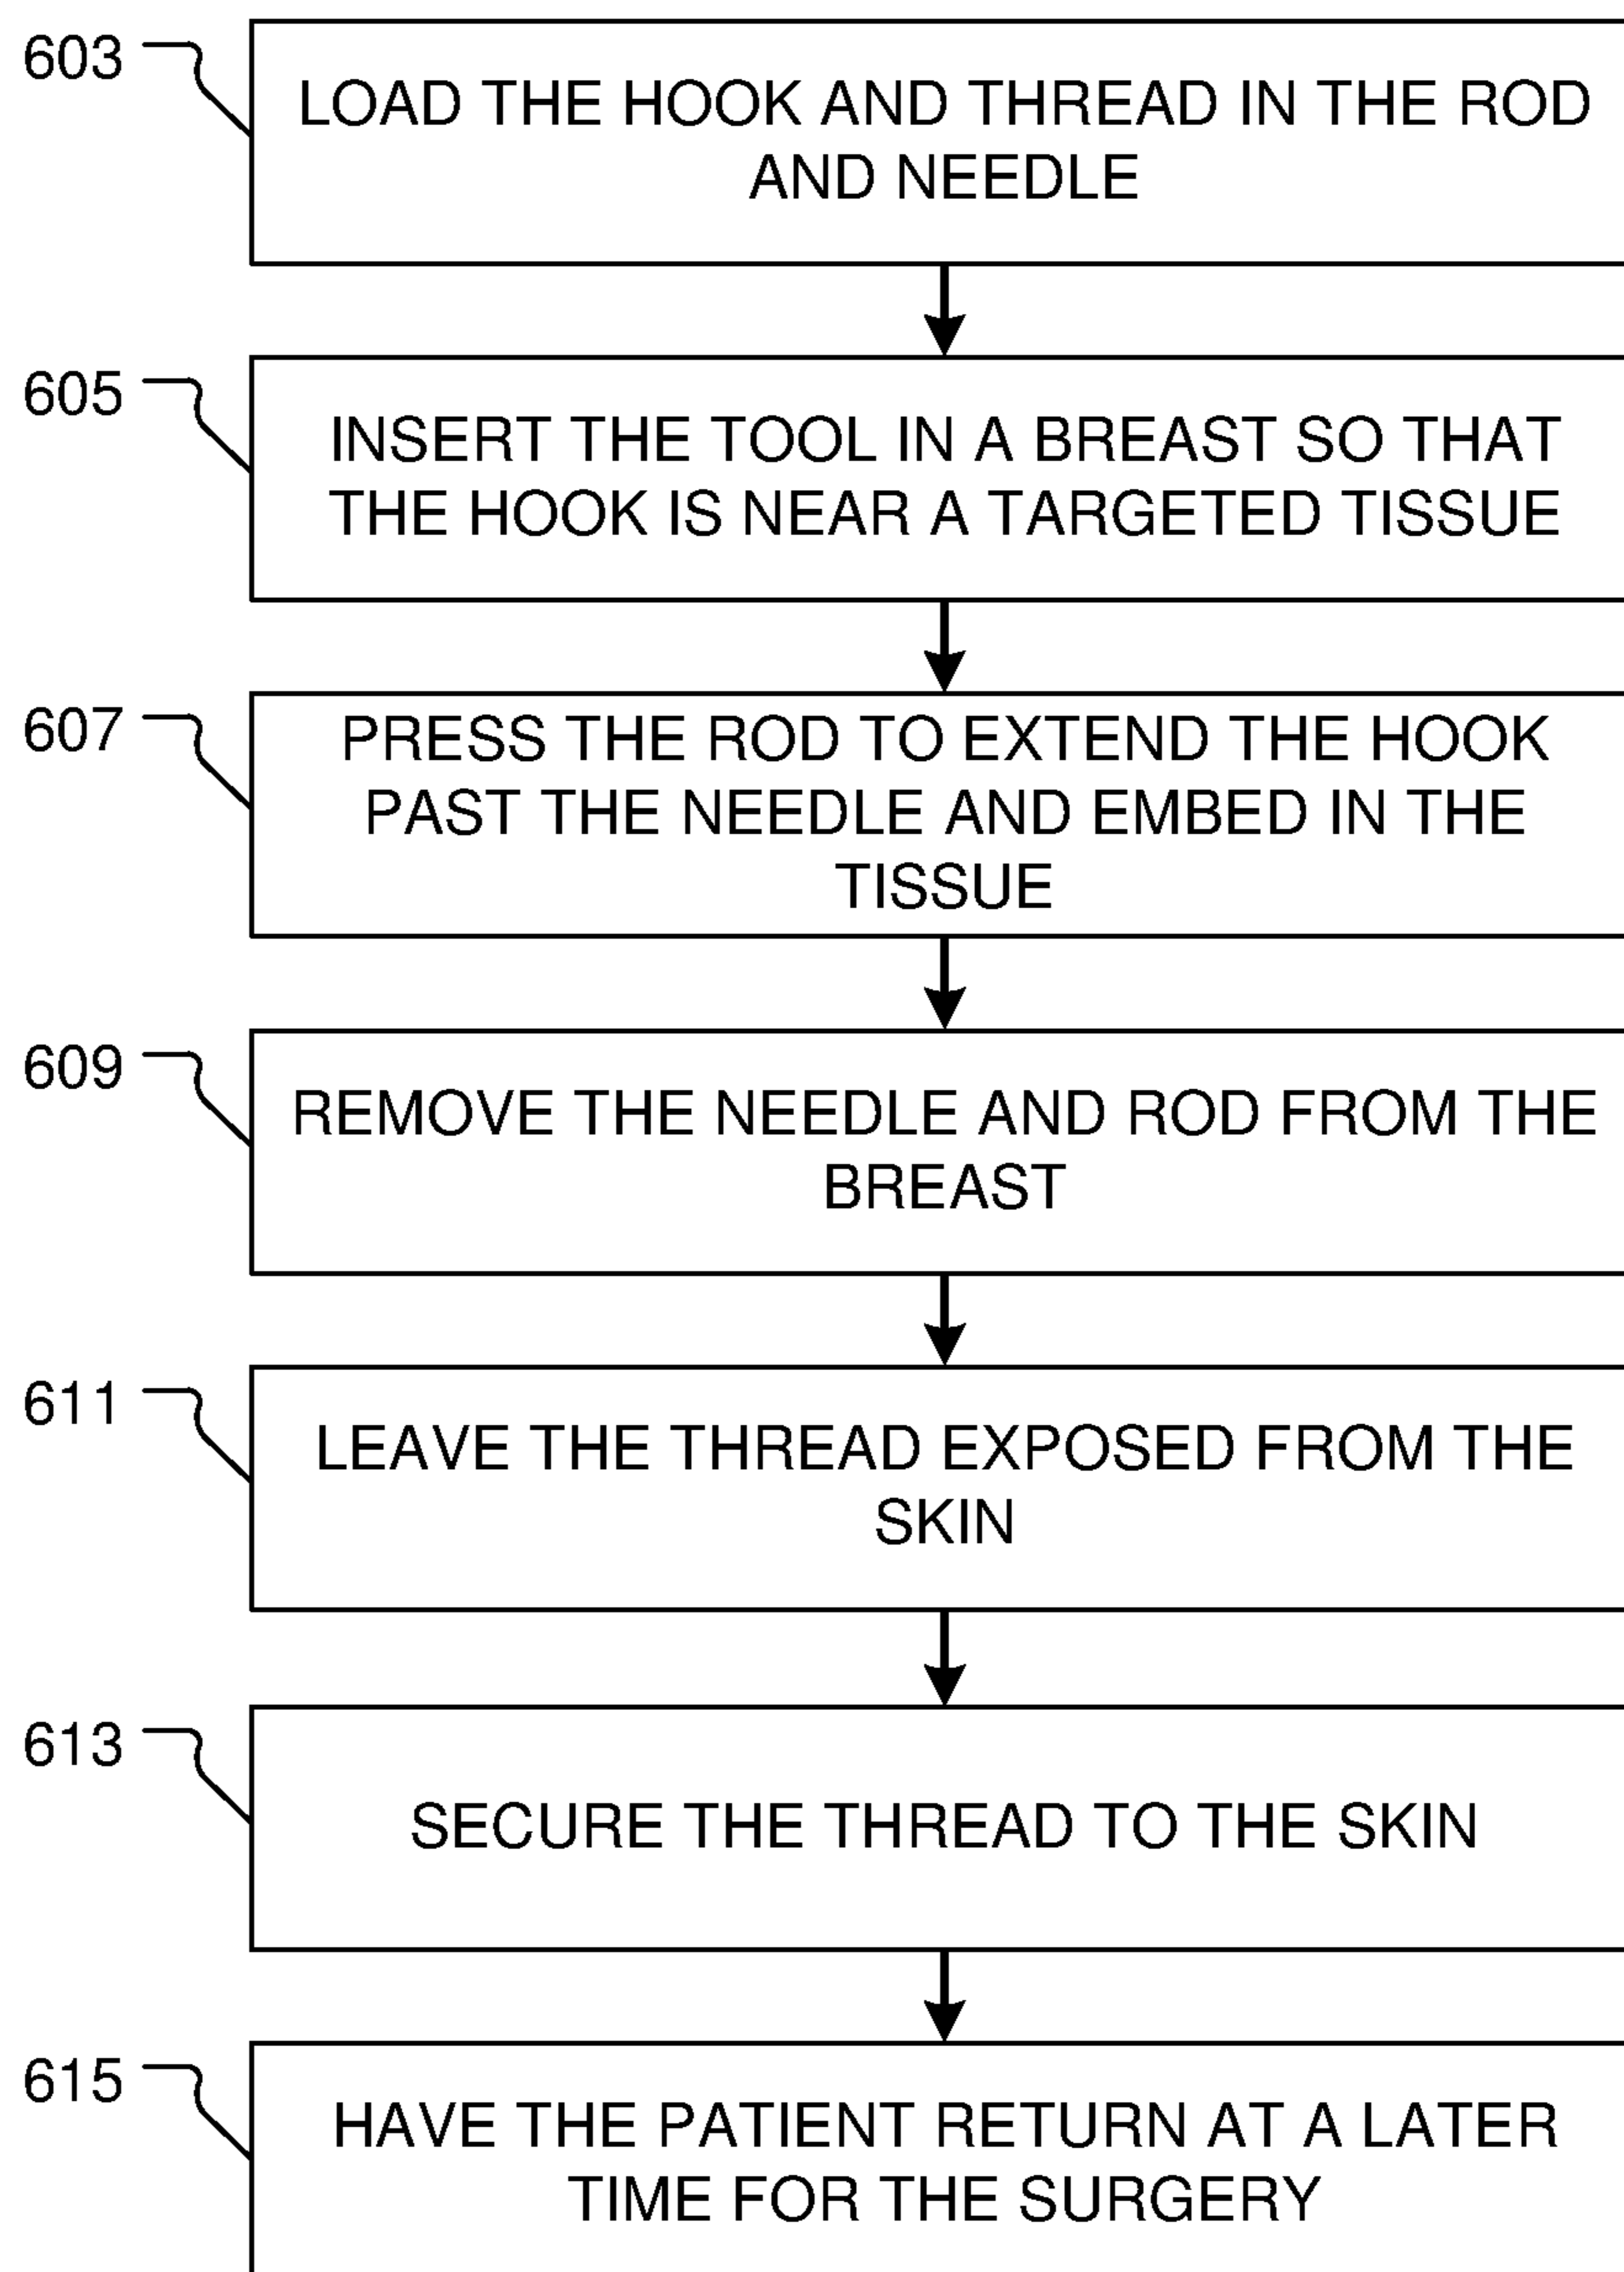 603
LOAD THE HOOK AND THREAD IN THE ROD
AND NEEDLE
605
INSERT THE TOOL IN A BREAST SO THAT
THE HOOK IS NEAR A TARGETED TISSUE
607
PRESS THE ROD TO EXTEND THE HOOK
PAST THE NEEDLE AND EMBED IN THE
TISSUE
609
REMOVE THE NEEDLE AND ROD FROM THE
BREAST
611
LEAVE THE THREAD EXPOSED FROM THE
SKIN
613
SECURE THE THREAD TO THE SKIN
615
HAVE THE PATIENT RETURN AT A LATER
TIME FOR THE SURGERY